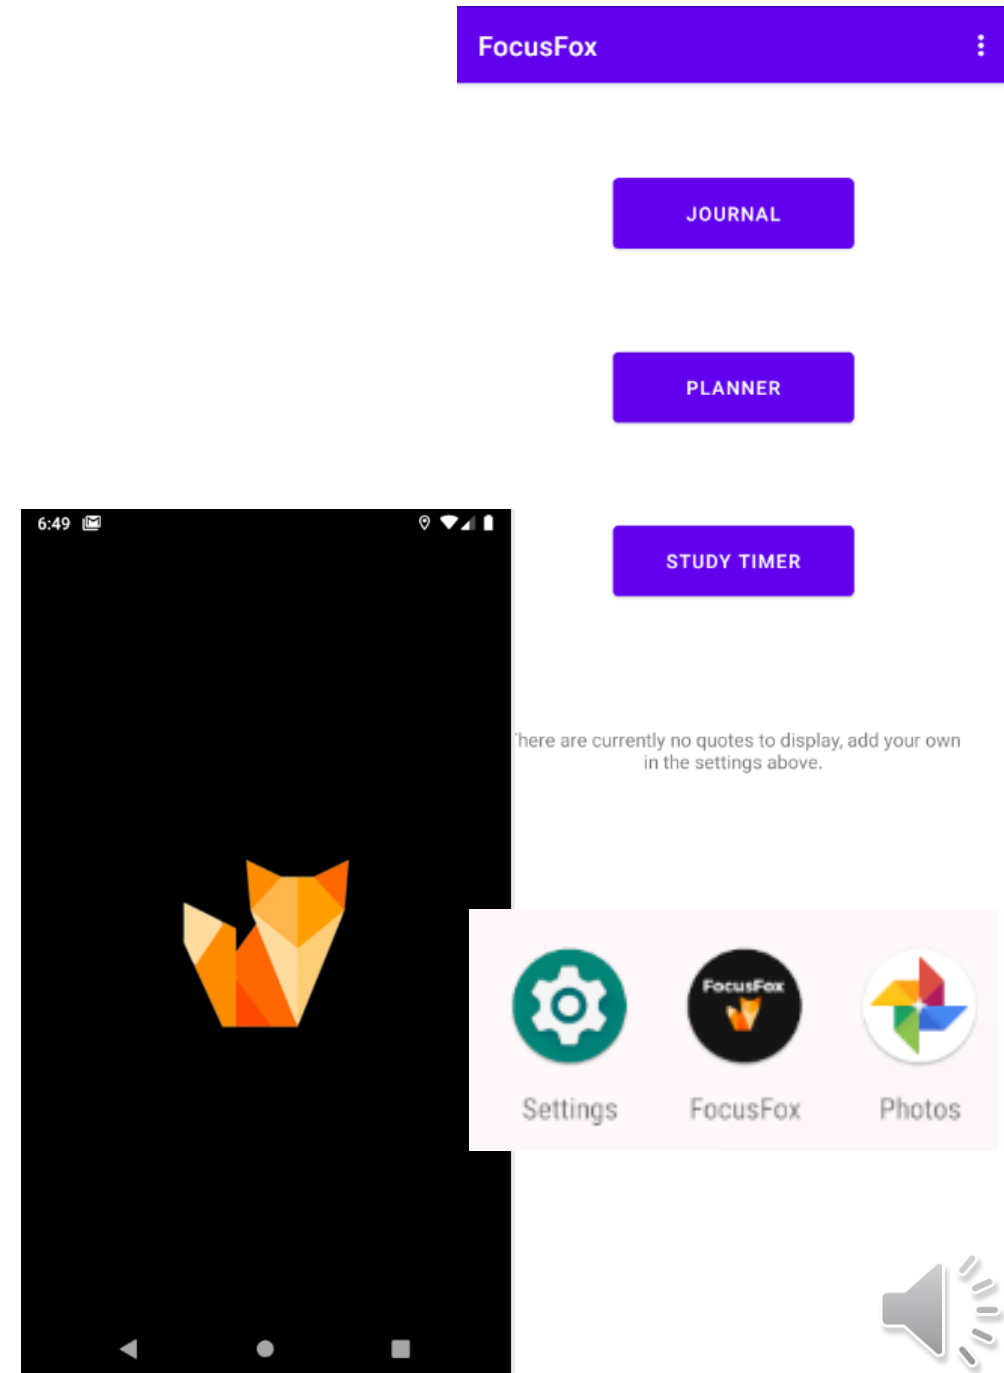 FocusFox
JOURNAL
PLANNER
STUDY TIMER
6:49
here are currently no quotes to display, add your own
in the settings above.
FocusFox
Settings
FocusFox
Photos